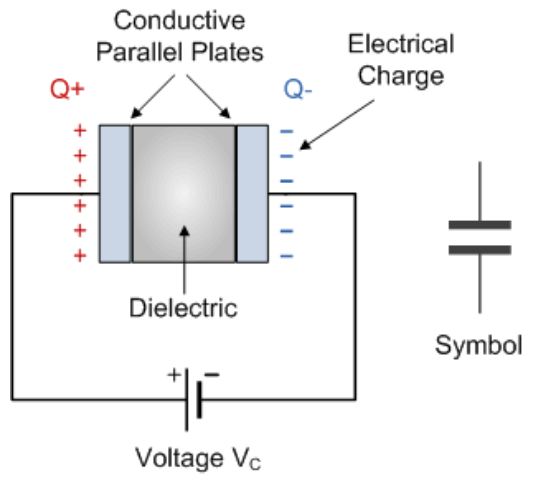 Conductive
Parallel Plates
Electrical
Charge
Q+
Q-
+ −
+ −
+ −
+ −
+ −
+ −
Dielectric
Symbol
+ −
Voltage VC